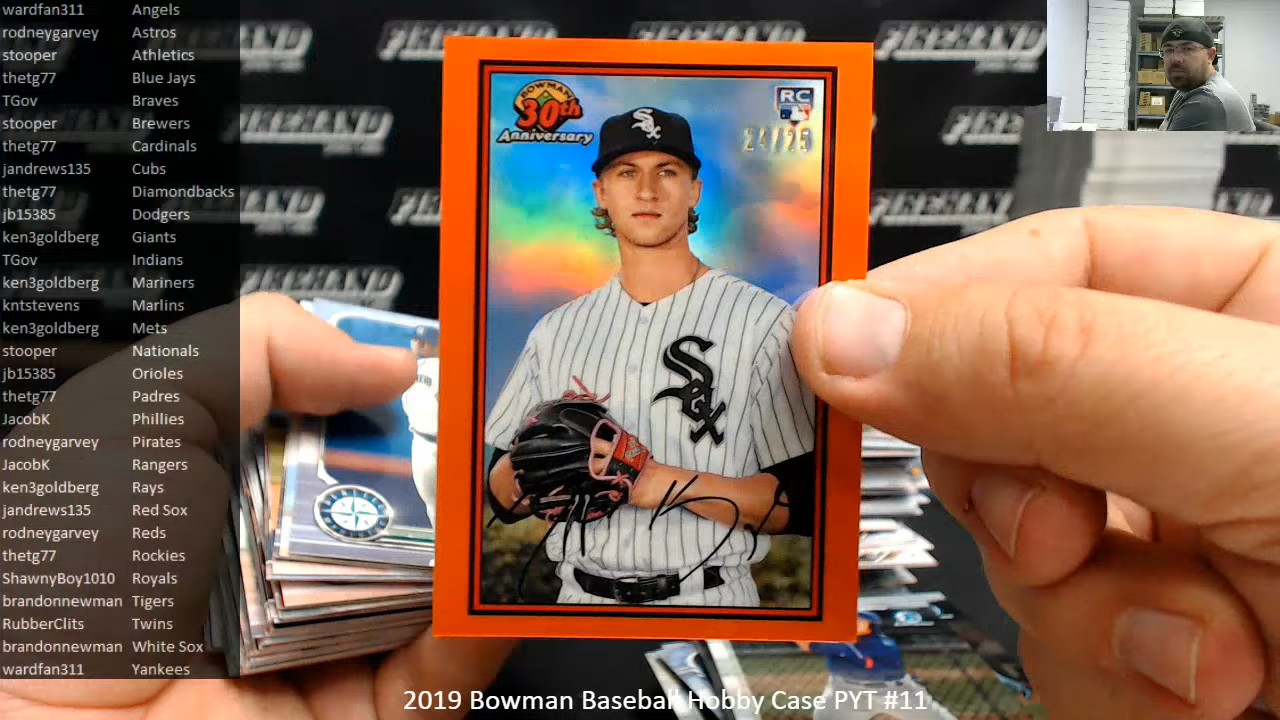 wardfan311 Angels
rodneygarvey Astros
stooper Athletics
thetg77 Blue Jays
TGov Braves
stooper Brewers
thetg77 Cardinals
jandrews135 Cubs
thetg77 Diamondbacks
jb15385 Dodgers
ken3goldberg Giants
TGov Indians
ken3goldberg Mariners
kntstevens Marlins
ken3goldberg Mets
stooper Nationals
jb15385 Orioles
thetg77 Padres
JacobK Phillies
rodneygarvey Pirates
JacobK Rangers
ken3goldberg Rays
jandrews135 Red Sox
rodneygarvey Reds
thetg77 Rockies
ShawnyBoy1010 Royals
brandonnewman Tigers
RubberClits Twins
brandonnewman White Sox
wardfan311 Yankees
FIREHAND
FIREHAND
FIREHAND
BOWMAN
30th
Anniversary
RC
24/25
Sox
Sox
2019 Bowman Baseball Hobby Case PYT #11